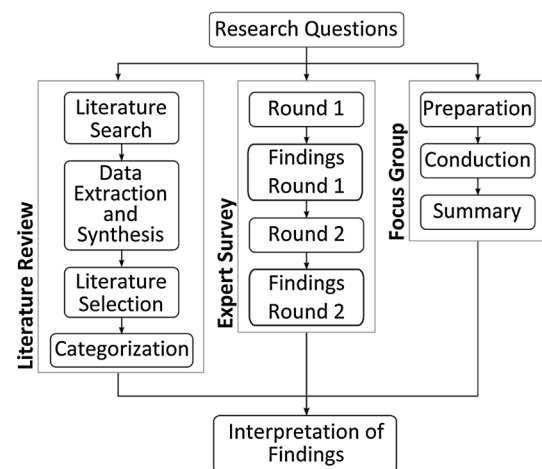 Research Questions
Literature Review
Literature
Search
Data
Extraction
and
Synthesis
Literature
Selection
Categorization
Expert Survey
Round 1
Findings
Round 1
Round 2
Findings
Round 2
Focus Group
Preparation
Conduction
Summary
Interpretation of
Findings